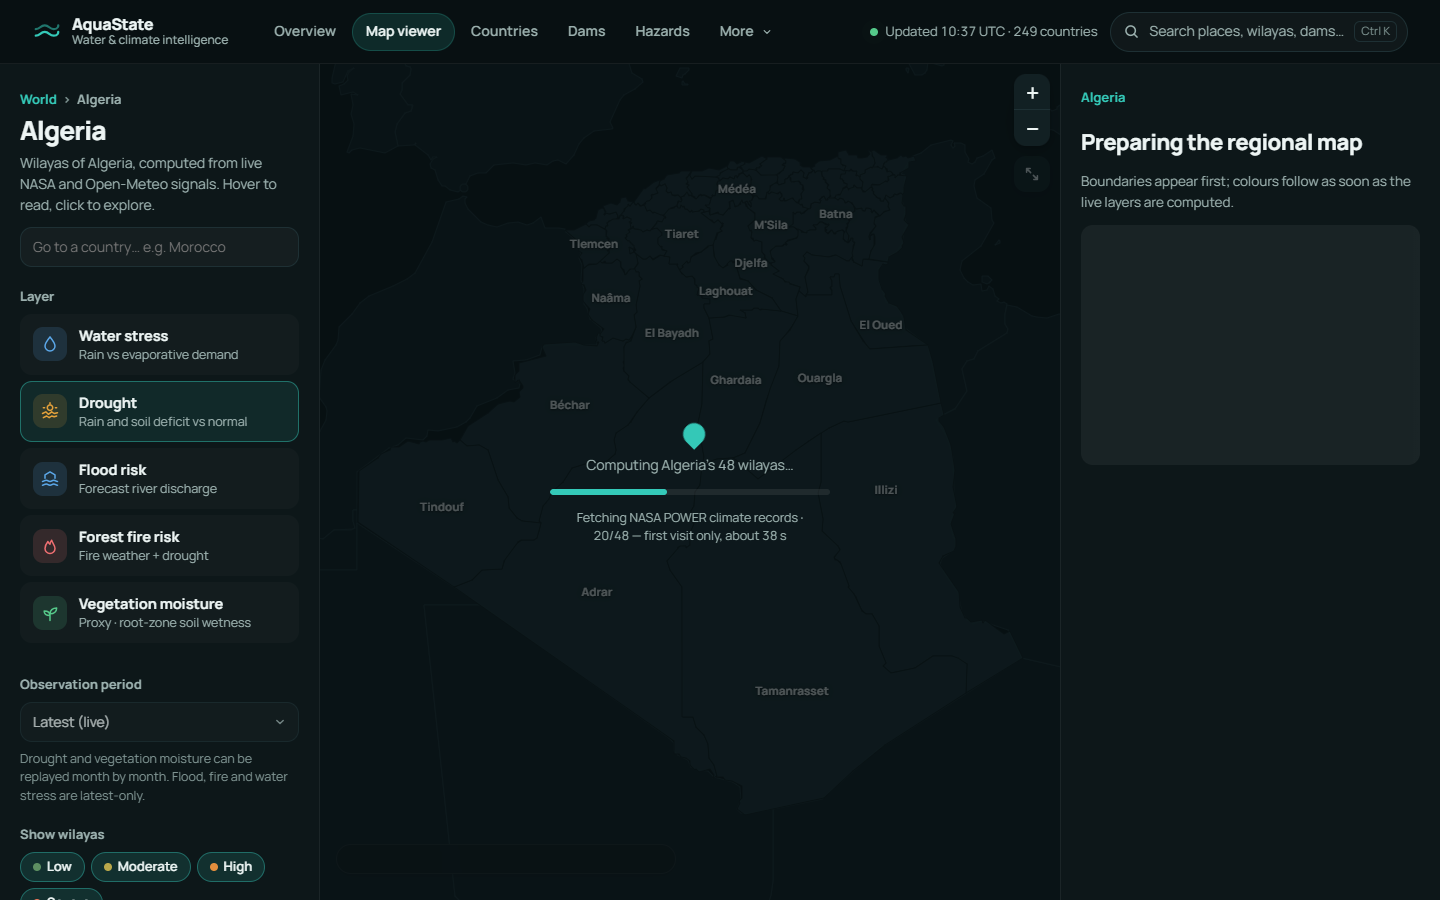 AquaState
Water & climate intelligence
Overview
Map viewer
Countries
Dams
Hazards
More
Updated 10:37 UTC · 249 countries
Search places, wilayas, dams…
Ctrl K
World › Algeria
Algeria
Wilayas of Algeria, computed from live
NASA and Open-Meteo signals. Hover to
read, click to explore.
Go to a country… e.g. Morocco
Layer
Water stress
Rain vs evaporative demand
Drought
Rain and soil deficit vs normal
Flood risk
Forecast river discharge
Forest fire risk
Fire weather + drought
Vegetation moisture
Proxy · root-zone soil wetness
Observation period
Latest (live)
Drought and vegetation moisture can be
replayed month by month. Flood, fire and water
stress are latest-only.
Show wilayas
Low
Moderate
High
+
−
Médéa
Batna
M'Sila
Tiaret
Tlemcen
Djelfa
Laghouat
Naâma
El Oued
El Bayadh
Ghardaia
Ouargla
Béchar
Computing Algeria's 48 wilayas…
Illizi
Tindouf
Fetching NASA POWER climate records ·
20/48 — first visit only, about 38 s
Adrar
Tamanrasset
Algeria
Preparing the regional map
Boundaries appear first; colours follow as soon as the
live layers are computed.